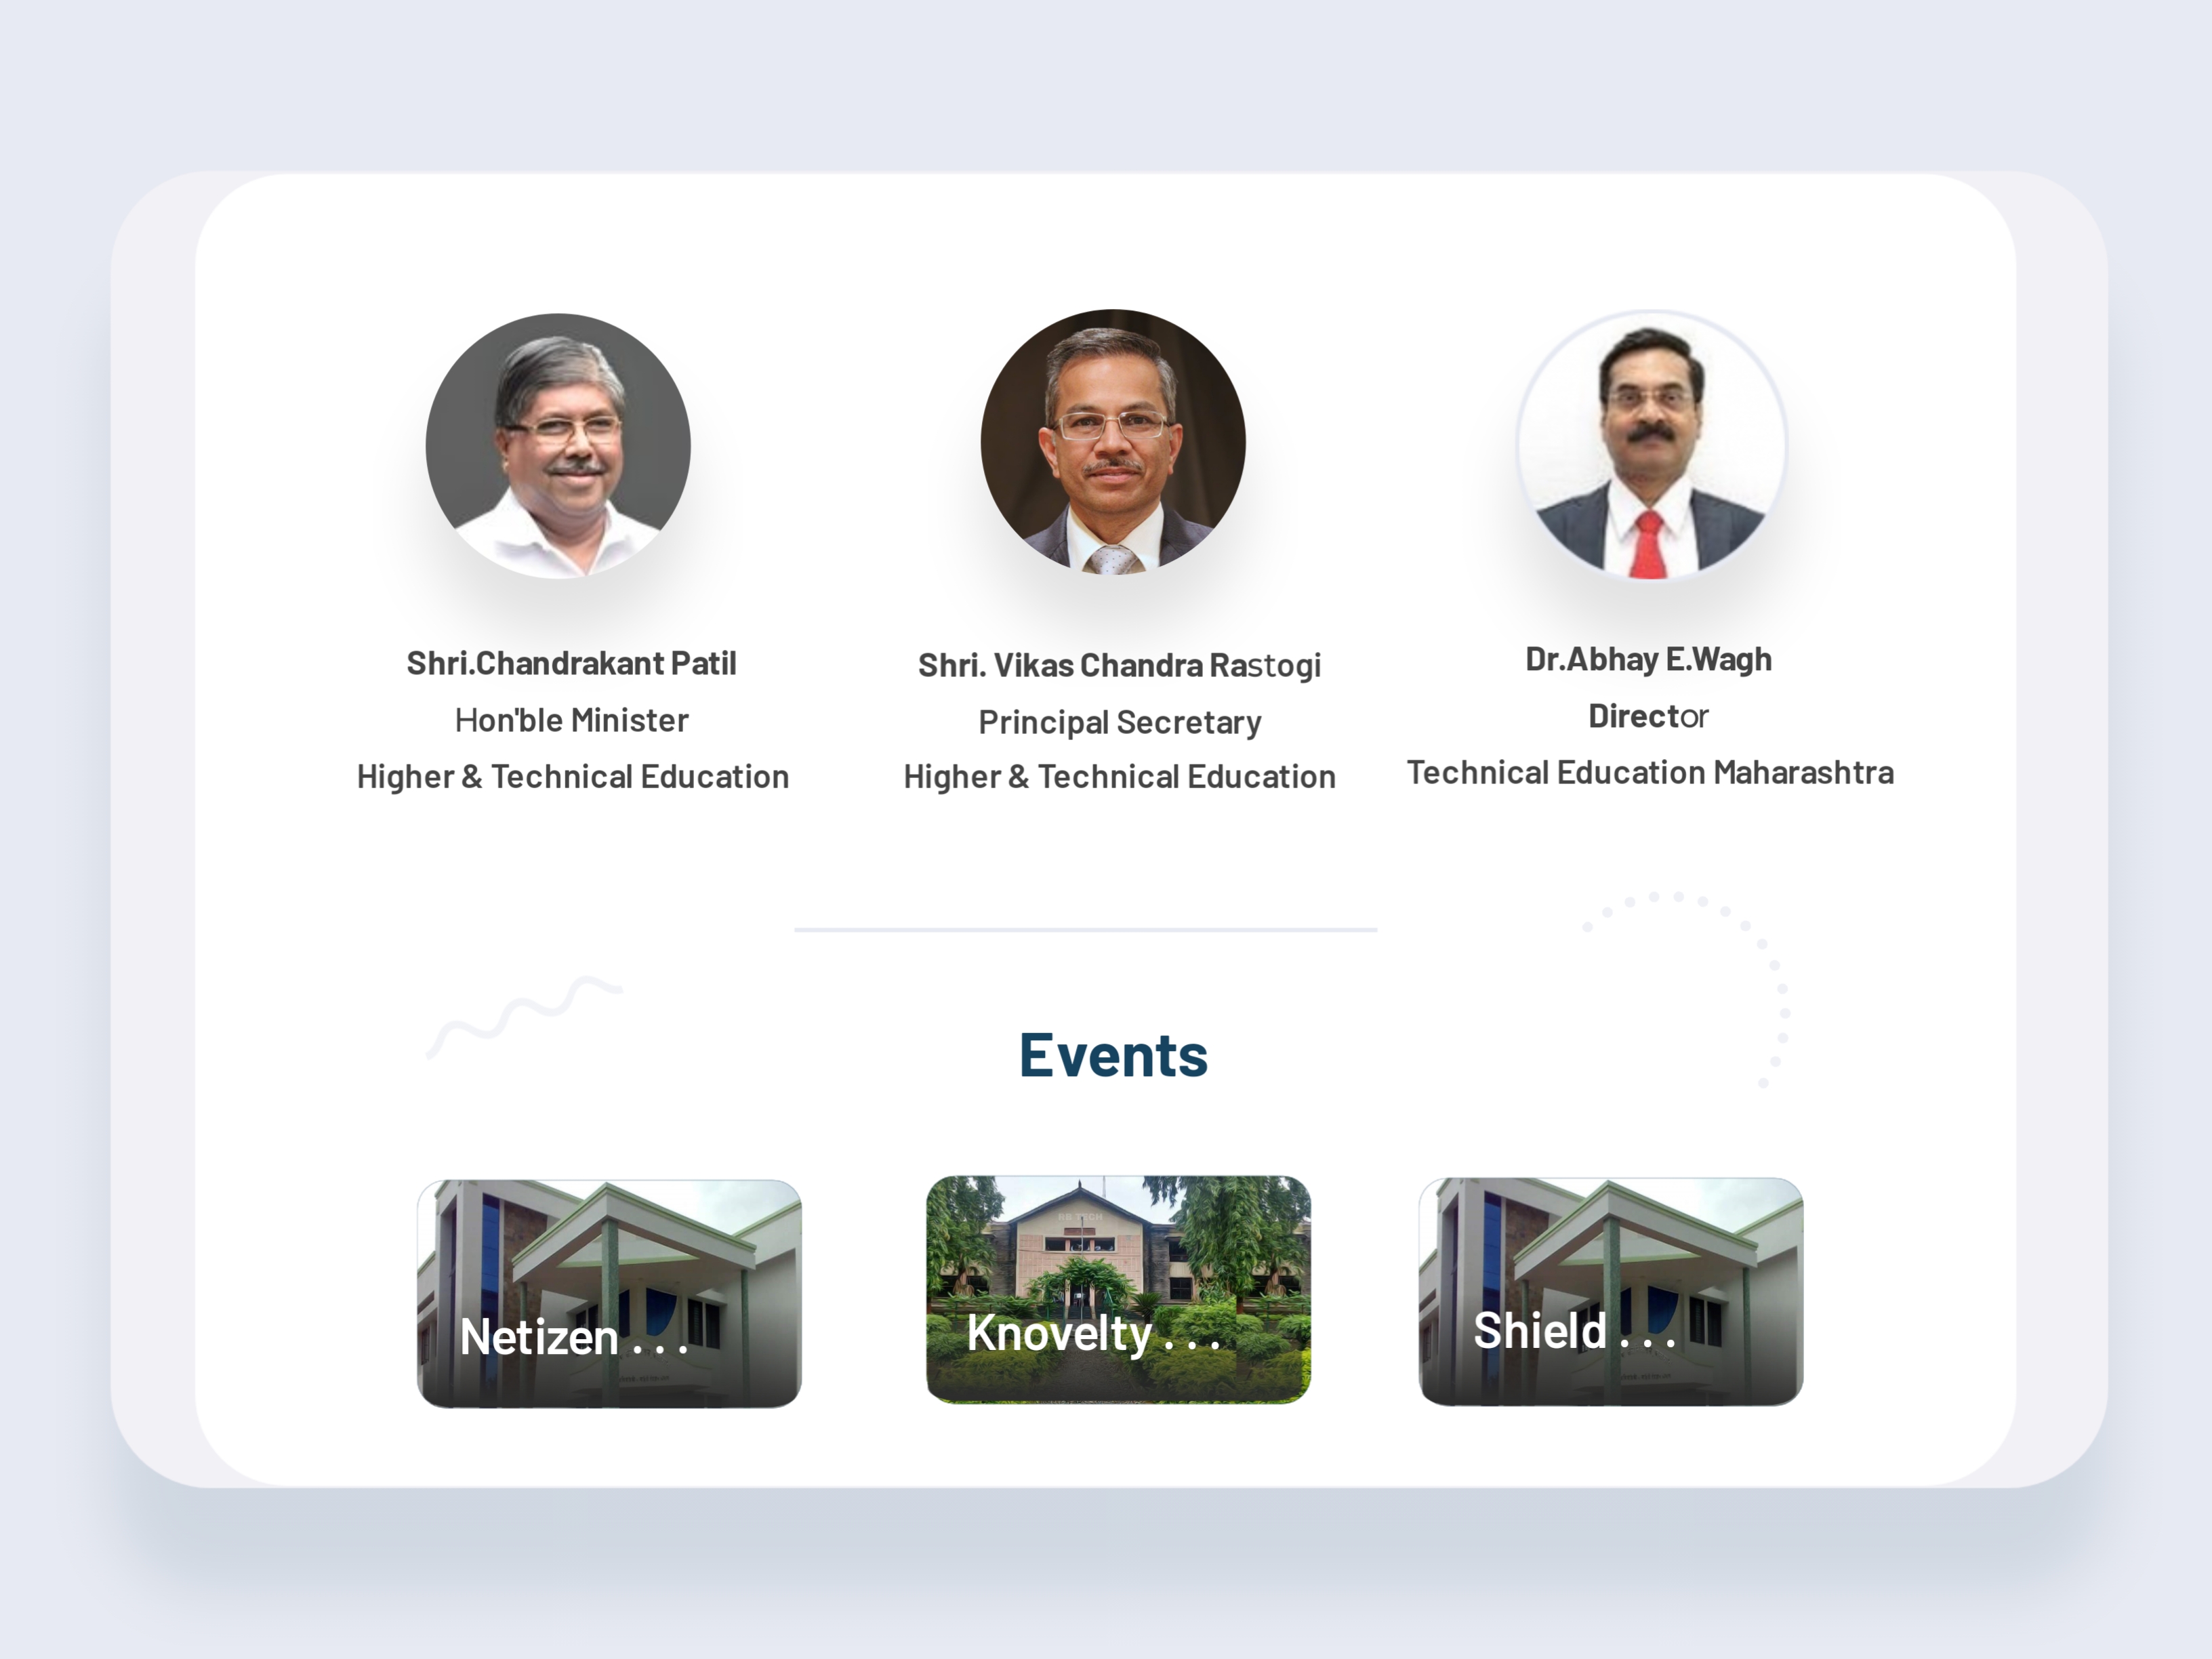 Shri.Chandrakant Patil
Hon'ble Minister
Higher & Technical Education
Shri. Vikas Chandra Rastogi
Principal Secretary
Higher & Technical Education
Dr.Abhay E.Wagh
Director
Technical Education Maharashtra
Events
Netizen . . .
Knovelty . . .
Shield . . .